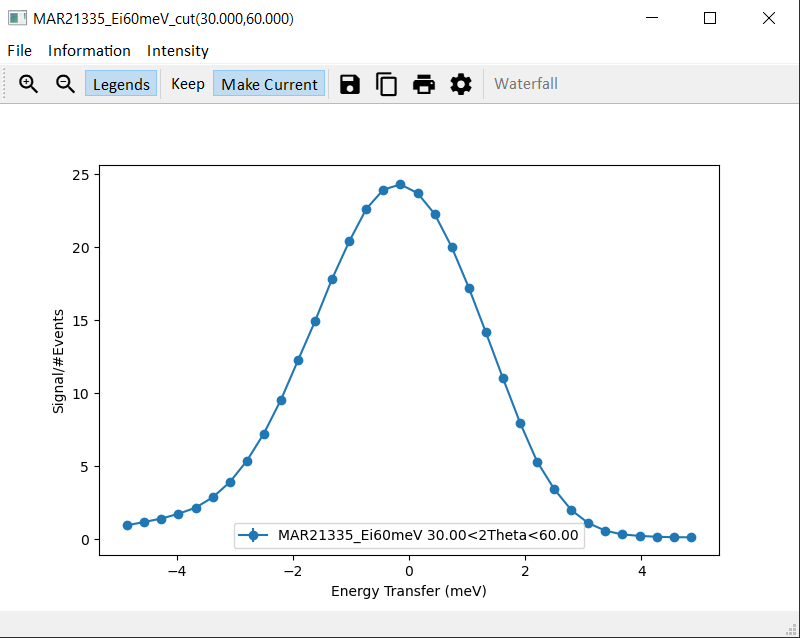 MAR21335_Ei60meV_cut(30.000,60.000)
File Information Intensity
Legends Keep Make Current Waterfall
25
20
15
10
5
0
Signal/#Events
MAR21335_Ei60meV 30.00<2Theta<60.00
−4 −2 0 2 4
Energy Transfer (meV)